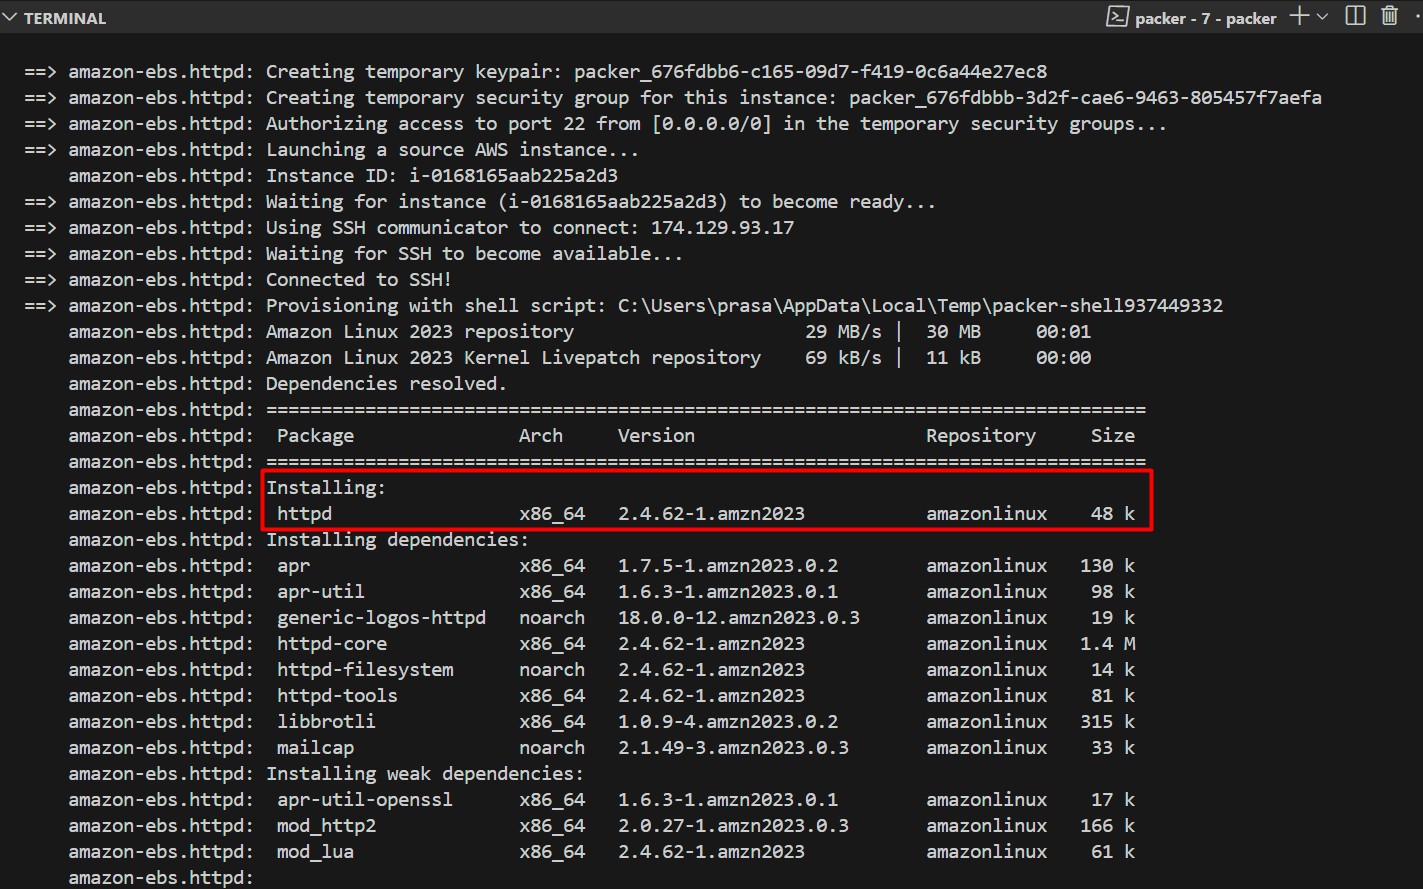 TERMINAL
packer - 7 - packer
==> amazon-ebs.httpd: Creating temporary keypair: packer_676fdbb6-c165-09d7-f419-0c6a44e27ec8
==> amazon-ebs.httpd: Creating temporary security group for this instance: packer_676fdbbb-3d2f-cae6-9463-805457f7aefa
==> amazon-ebs.httpd: Authorizing access to port 22 from [0.0.0.0/0] in the temporary security groups...
==> amazon-ebs.httpd: Launching a source AWS instance...
    amazon-ebs.httpd: Instance ID: i-0168165aab225a2d3
==> amazon-ebs.httpd: Waiting for instance (i-0168165aab225a2d3) to become ready...
==> amazon-ebs.httpd: Using SSH communicator to connect: 174.129.93.17
==> amazon-ebs.httpd: Waiting for SSH to become available...
==> amazon-ebs.httpd: Connected to SSH!
==> amazon-ebs.httpd: Provisioning with shell script: C:\Users\prasa\AppData\Local\Temp\packer-shell937449332
    amazon-ebs.httpd: Amazon Linux 2023 repository                     29 MB/s |  30 MB     00:01
    amazon-ebs.httpd: Amazon Linux 2023 Kernel Livepatch repository    69 kB/s |  11 kB     00:00
    amazon-ebs.httpd: Dependencies resolved.
    amazon-ebs.httpd: ================================================================================
    amazon-ebs.httpd:  Package               Arch     Version                     Repository     Size
    amazon-ebs.httpd: ================================================================================
    amazon-ebs.httpd: Installing:
    amazon-ebs.httpd:  httpd                 x86_64   2.4.62-1.amzn2023           amazonlinux    48 k
    amazon-ebs.httpd: Installing dependencies:
    amazon-ebs.httpd:  apr                   x86_64   1.7.5-1.amzn2023.0.2        amazonlinux   130 k
    amazon-ebs.httpd:  apr-util              x86_64   1.6.3-1.amzn2023.0.1        amazonlinux    98 k
    amazon-ebs.httpd:  generic-logos-httpd   noarch   18.0.0-12.amzn2023.0.3      amazonlinux    19 k
    amazon-ebs.httpd:  httpd-core            x86_64   2.4.62-1.amzn2023           amazonlinux   1.4 M
    amazon-ebs.httpd:  httpd-filesystem      noarch   2.4.62-1.amzn2023           amazonlinux    14 k
    amazon-ebs.httpd:  httpd-tools           x86_64   2.4.62-1.amzn2023           amazonlinux    81 k
    amazon-ebs.httpd:  libbrotli             x86_64   1.0.9-4.amzn2023.0.2        amazonlinux   315 k
    amazon-ebs.httpd:  mailcap               noarch   2.1.49-3.amzn2023.0.3       amazonlinux    33 k
    amazon-ebs.httpd: Installing weak dependencies:
    amazon-ebs.httpd:  apr-util-openssl      x86_64   1.6.3-1.amzn2023.0.1        amazonlinux    17 k
    amazon-ebs.httpd:  mod_http2             x86_64   2.0.27-1.amzn2023.0.3       amazonlinux   166 k
    amazon-ebs.httpd:  mod_lua               x86_64   2.4.62-1.amzn2023           amazonlinux    61 k
    amazon-ebs.httpd: